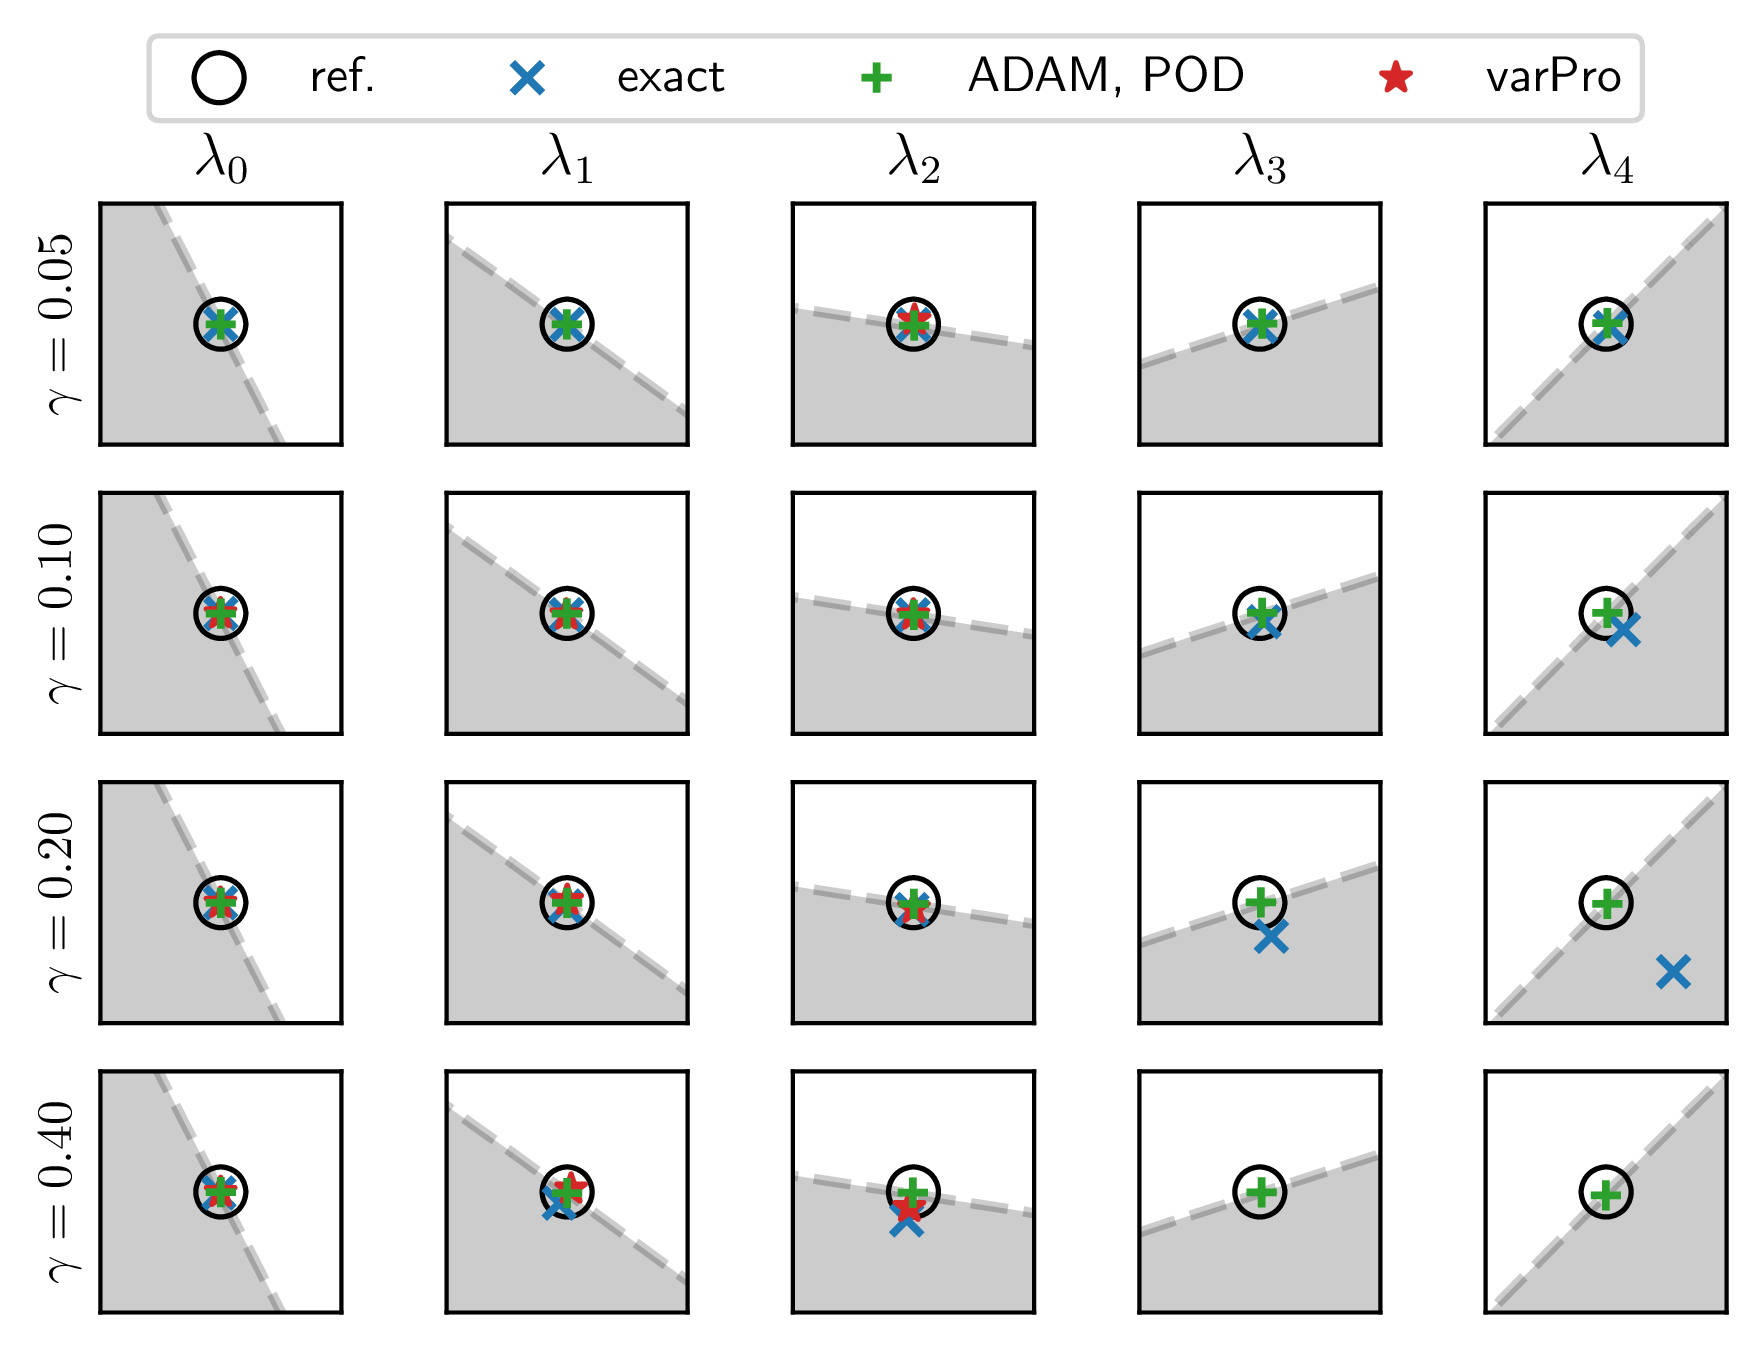 ref. exact ADAM, POD varPro
λ₀ λ₁ λ₂ λ₃ λ₄
γ = 0.05
γ = 0.10
γ = 0.20
γ = 0.40